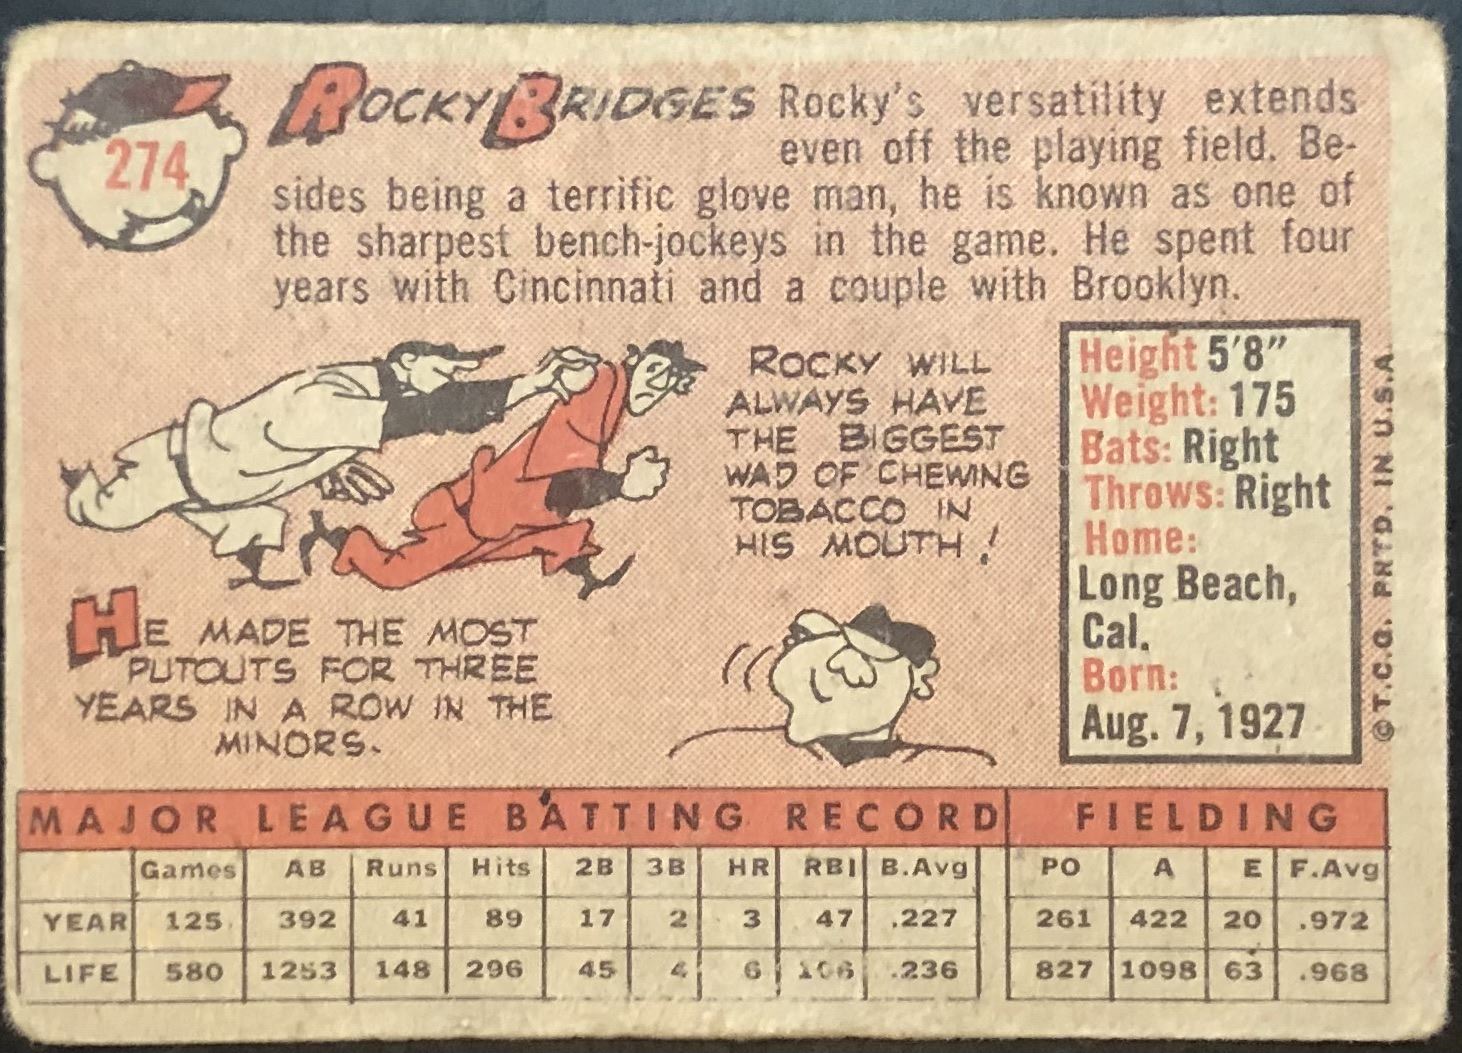 274
ROCKY BRIDGES Rocky's versatility extends
even off the playing field. Be-
sides being a terrific glove man, he is known as one of
the sharpest bench-jockeys in the game. He spent four
years with Cincinnati and a couple with Brooklyn.
ROCKY WILL
ALWAYS HAVE
THE BIGGEST
WAD OF CHEWING
TOBACCO IN
HIS MOUTH!
HE MADE THE MOST
PUTOUTS FOR THREE
YEARS IN A ROW IN THE
MINORS.
Height 5'8"
Weight: 175
Bats: Right
Throws: Right
Home:
Long Beach,
Cal.
Born:
Aug. 7, 1927
©T.C.G. PRTD. IN U.S.A.
MAJOR LEAGUE BATTING RECORD FIELDING
Games AB Runs Hits 2B 3B HR RBI B.Avg PO A E F.Avg
YEAR 125 392 41 89 17 2 3 47 .227 261 422 20 .972
LIFE 580 1253 148 296 45 4 6 106 .236 827 1098 63 .968